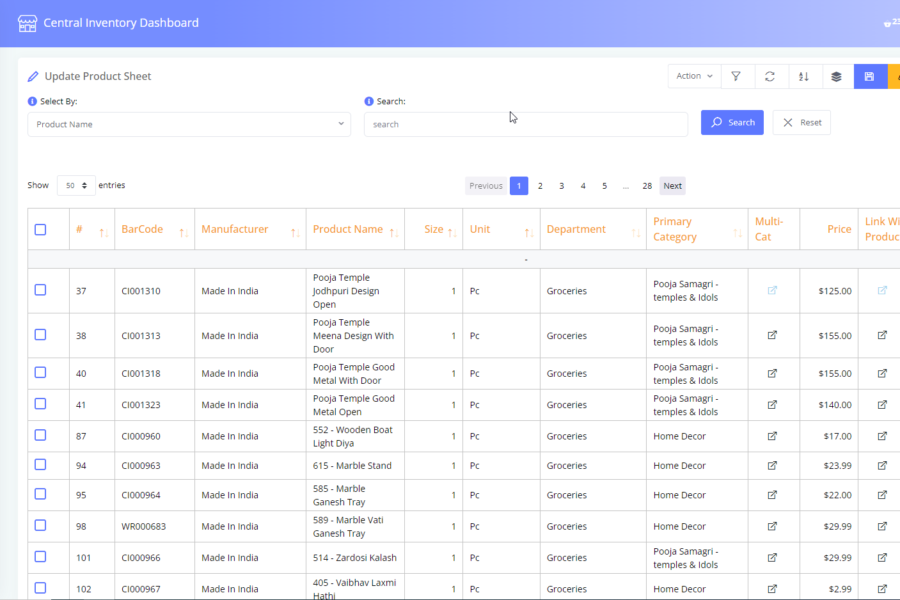 Central Inventory Dashboard
Update Product Sheet
Action
Select By:
Search:
Product Name
search
Search
Reset
Show 50 entries
Previous 1 2 3 4 5 ... 28 Next
# BarCode Manufacturer Product Name Size Unit Department Primary Category Multi-Cat Price Link Wi Produc
-
37 CI001310 Made In India Pooja Temple Jodhpuri Design Open 1 Pc Groceries Pooja Samagri - temples & Idols $125.00
38 CI001313 Made In India Pooja Temple Meena Design With Door 1 Pc Groceries Pooja Samagri - temples & Idols $155.00
40 CI001318 Made In India Pooja Temple Good Metal With Door 1 Pc Groceries Pooja Samagri - temples & Idols $155.00
41 CI001323 Made In India Pooja Temple Good Metal Open 1 Pc Groceries Pooja Samagri - temples & Idols $140.00
87 CI000960 Made In India 552 - Wooden Boat Light Diya 1 Pc Groceries Home Decor $17.00
94 CI000963 Made In India 615 - Marble Stand 1 Pc Groceries Home Decor $23.99
95 CI000964 Made In India 585 - Marble Ganesh Tray 1 Pc Groceries Home Decor $22.00
98 WR000683 Made In India 589 - Marble Vati Ganesh Tray 1 Pc Groceries Home Decor $29.99
101 CI000966 Made In India 514 - Zardosi Kalash 1 Pc Groceries Pooja Samagri - temples & Idols $29.99
102 CI000967 Made In India 405 - Vaibhav Laxmi Hathi 1 Pc Groceries Home Decor $2.99